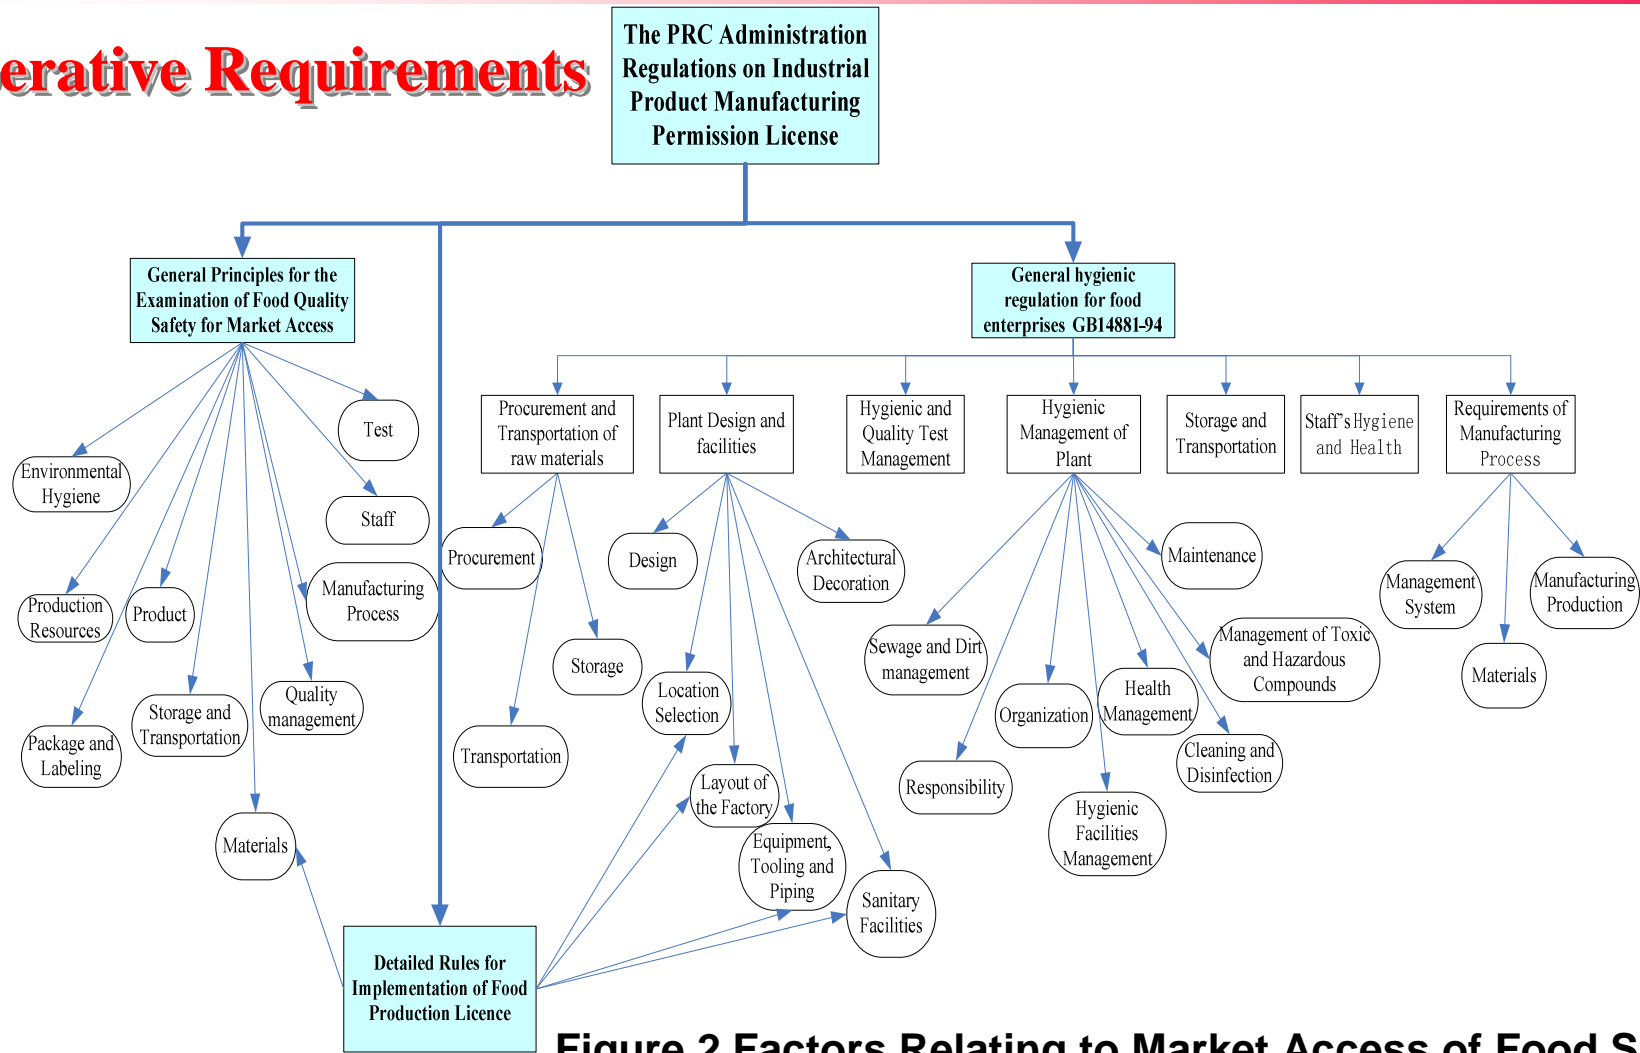 The PRC Administration
Regulations on Industrial
Product Manufacturing
Permission License
erative Requirements
General Principles for the
Examination of Food Quality
Safety for Market Access
General hygienic
regulation for food
enterprises GB14881-94
Procurement and
Transportation of
raw materials
Plant Design and
facilities
Hygienic and
Quality Test
Management
Hygienic
Management of
Plant
Storage and
Transportation
Staff's Hygiene
and Health
Requirements of
Manufacturing
Process
Test
Environmental
Hygiene
Staff
Procurement
Design
Architectural
Decoration
Maintenance
Management
System
Manufacturing
Production
Production
Resources
Product
Manufacturing
Process
Storage
Sewage and Dirt
management
Management of Toxic
and Hazardous
Compounds
Materials
Package and
Labeling
Storage and
Transportation
Quality
management
Transportation
Location
Selection
Organization
Health
Management
Cleaning and
Disinfection
Responsibility
Layout of
the Factory
Hygienic
Facilities
Management
Materials
Equipment,
Tooling and
Piping
Sanitary
Facilities
Detailed Rules for
Implementation of Food
Production Licence
Figure 2 Factors Relating to Market Access of Food S